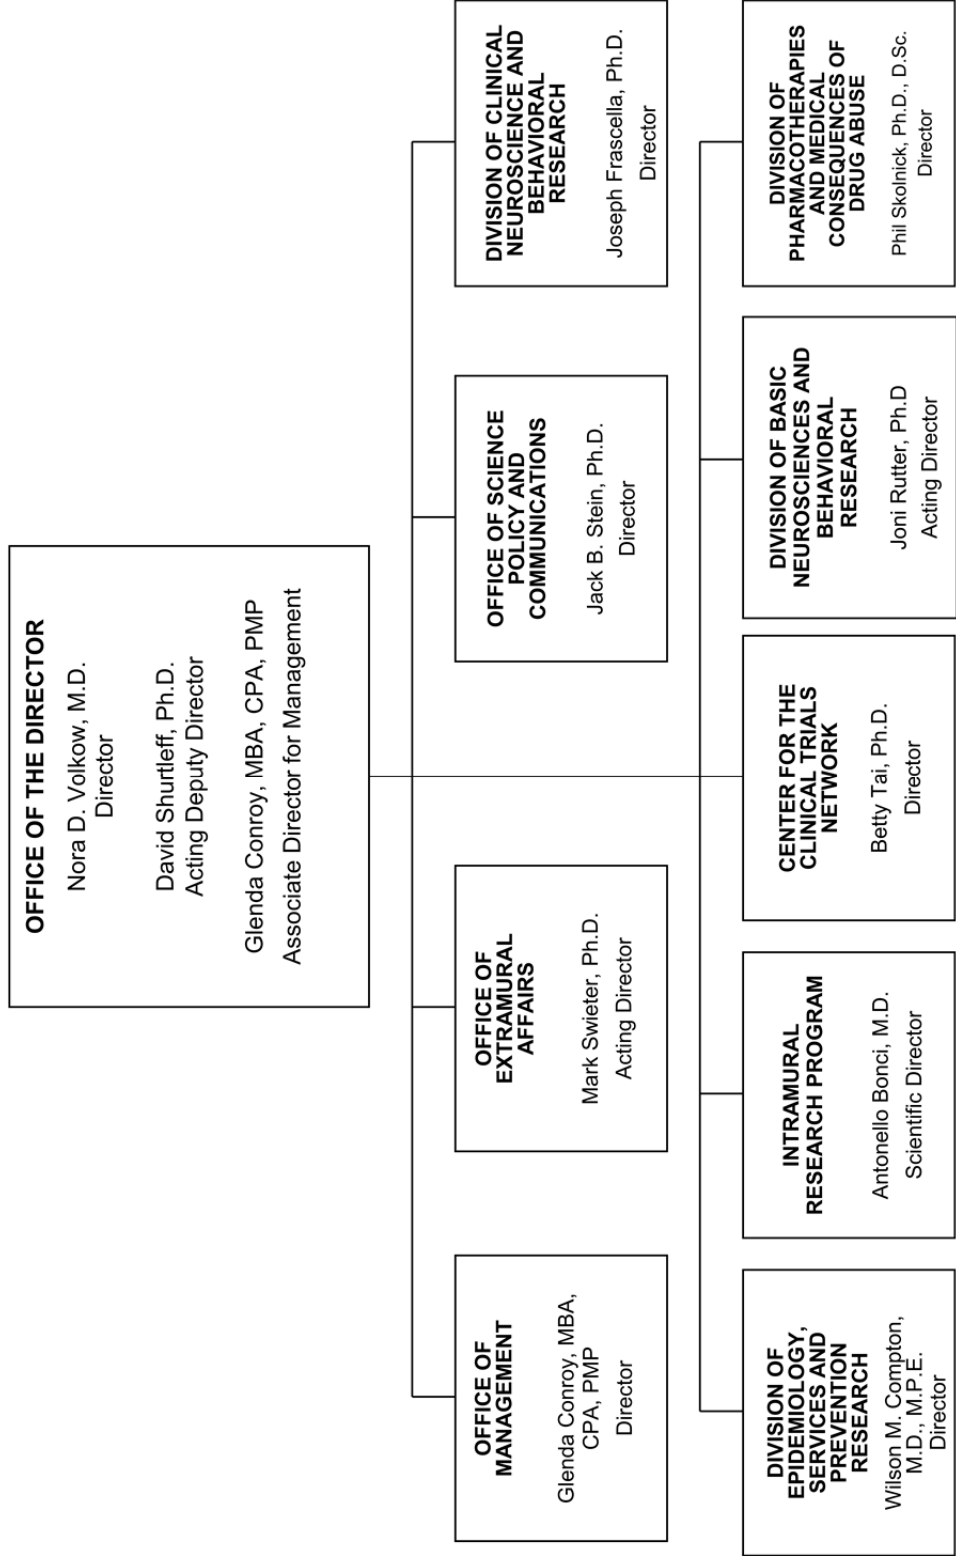 OFFICE OF THE DIRECTOR
Nora D. Volkow, M.D.
Director
David Shurtleff, Ph.D.
Acting Deputy Director
Glenda Conroy, MBA, CPA, PMP
Associate Director for Management
OFFICE OF
MANAGEMENT
Glenda Conroy, MBA,
CPA, PMP
Director
OFFICE OF
EXTRAMURAL
AFFAIRS
Mark Swieter, Ph.D.
Acting Director
OFFICE OF SCIENCE
POLICY AND
COMMUNICATIONS
Jack B. Stein, Ph.D.
Director
DIVISION OF CLINICAL
NEUROSCIENCE AND
BEHAVIORAL
RESEARCH
Joseph Frascella, Ph.D.
Director
DIVISION OF
EPIDEMIOLOGY,
SERVICES AND
PREVENTION
RESEARCH
Wilson M. Compton,
M.D., M.P.E.
Director
INTRAMURAL
RESEARCH PROGRAM
Antonello Bonci, M.D.
Scientific Director
CENTER FOR THE
CLINICAL TRIALS
NETWORK
Betty Tai, Ph.D.
Director
DIVISION OF BASIC
NEUROSCIENCES AND
BEHAVIORAL
RESEARCH
Joni Rutter, Ph.D
Acting Director
DIVISION OF
PHARMACOTHERAPIES
AND MEDICAL
CONSEQUENCES OF
DRUG ABUSE
Phil Skolnick, Ph.D., D.Sc.
Director